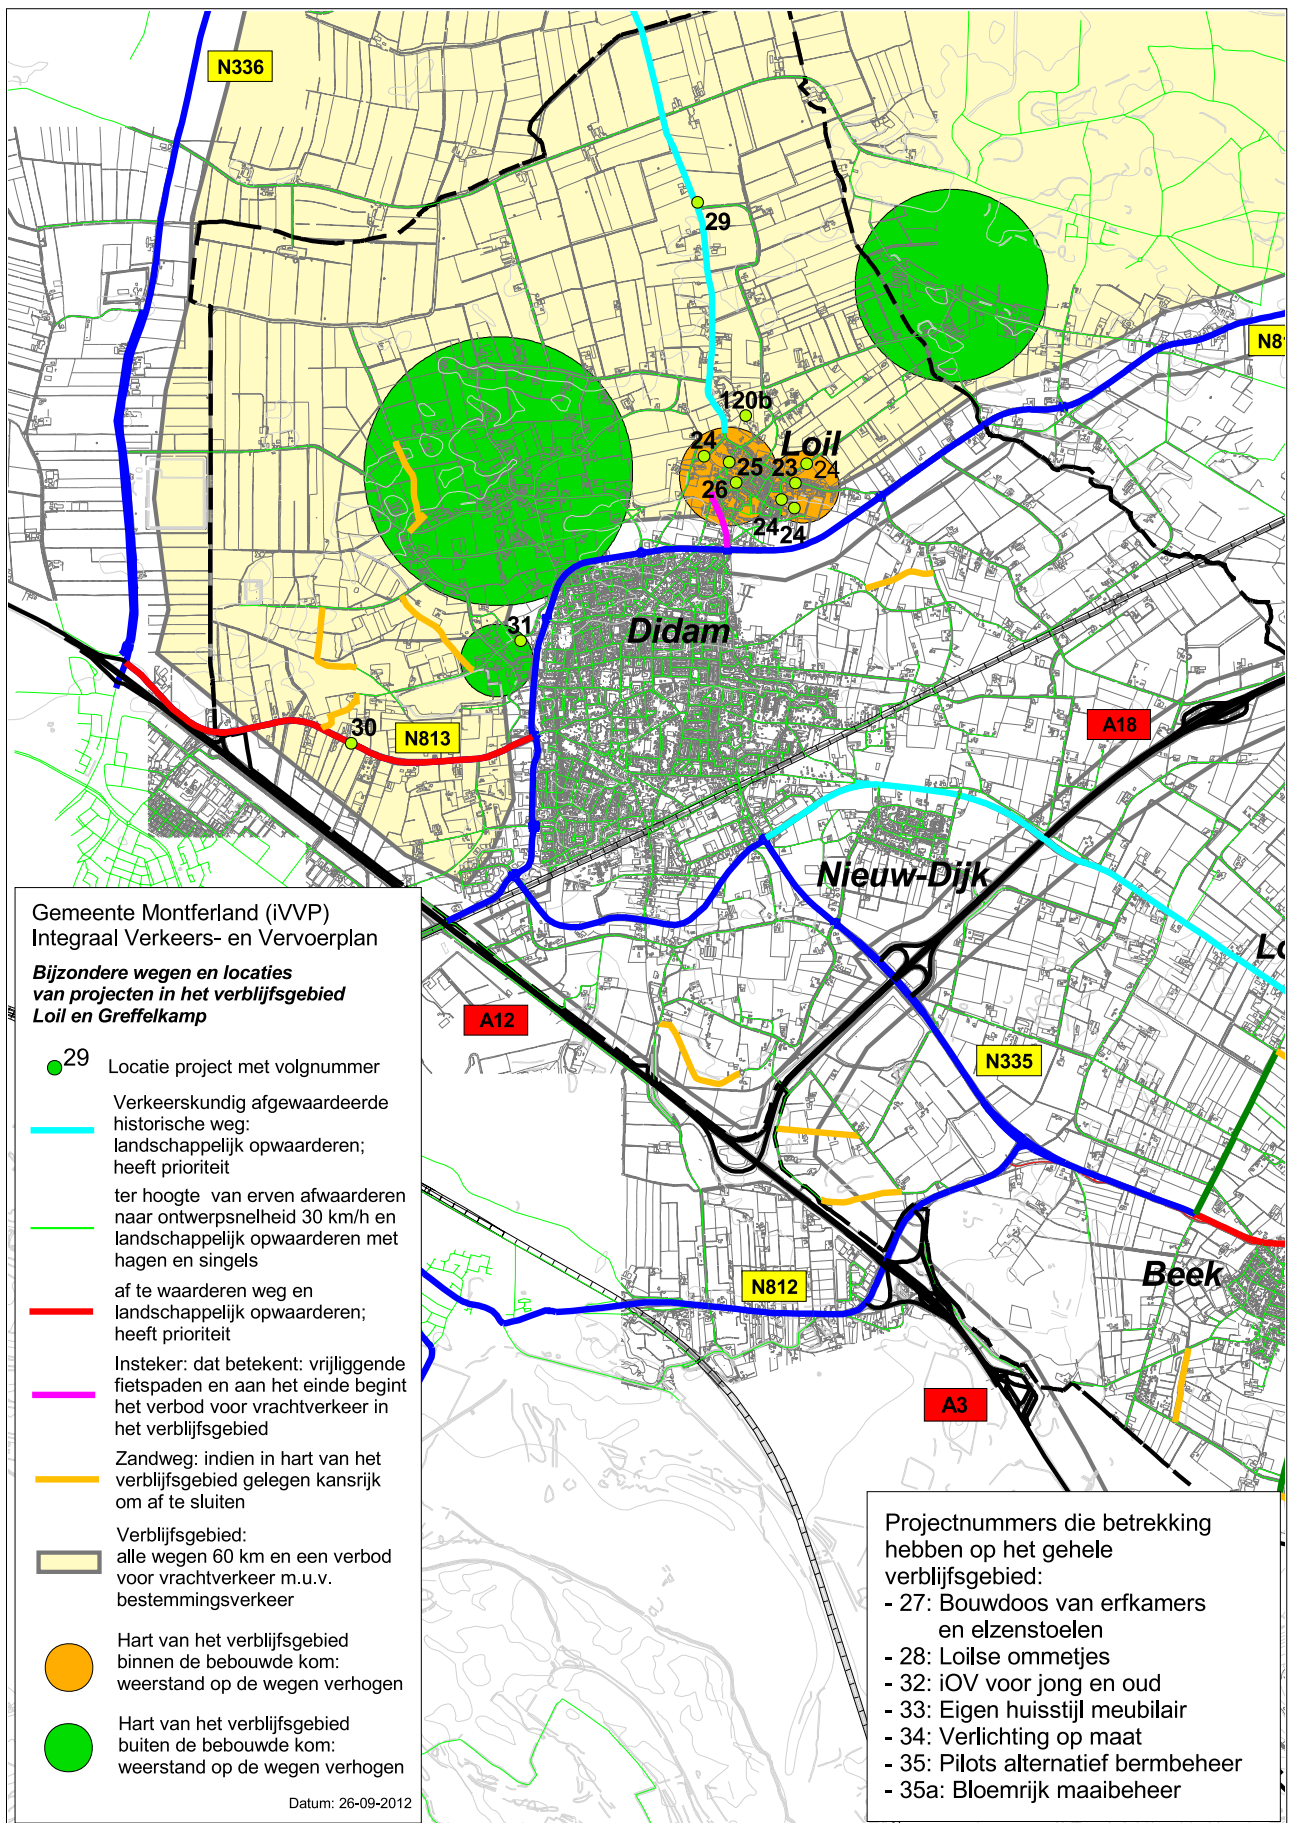 N336
29
N81
120b
24
Loil
25
23
24
26
24
24
31
Didam
30
N813
A18
Nieuw-Dijk
Lo
A12
N335
N812
Beek
A3
Gemeente Montferland (iVVP)
Integraal Verkeers- en Vervoerplan
Bijzondere wegen en locaties
van projecten in het verblijfsgebied
Loil en Greffelkamp
29 Locatie project met volgnummer
Verkeerskundig afgewaardeerde
historische weg:
landschappelijk opwaarderen;
heeft prioriteit
ter hoogte van erven afwaarderen
naar ontwerpsnelheid 30 km/h en
landschappelijk opwaarderen met
hagen en singels
af te waarderen weg en
landschappelijk opwaarderen;
heeft prioriteit
Insteker: dat betekent: vrijliggende
fietspaden en aan het einde begint
het verbod voor vrachtverkeer in
het verblijfsgebied
Zandweg: indien in hart van het
verblijfsgebied gelegen kansrijk
om af te sluiten
Verblijfsgebied:
alle wegen 60 km en een verbod
voor vrachtverkeer m.u.v.
bestemmingsverkeer
Hart van het verblijfsgebied
binnen de bebouwde kom:
weerstand op de wegen verhogen
Hart van het verblijfsgebied
buiten de bebouwde kom:
weerstand op de wegen verhogen
Datum: 26-09-2012
Projectnummers die betrekking
hebben op het gehele
verblijfsgebied:
- 27: Bouwdoos van erfkamers
en elzenstoelen
- 28: Loilse ommetjes
- 32: iOV voor jong en oud
- 33: Eigen huisstijl meubilair
- 34: Verlichting op maat
- 35: Pilots alternatief bermbeheer
- 35a: Bloemrijk maaibeheer